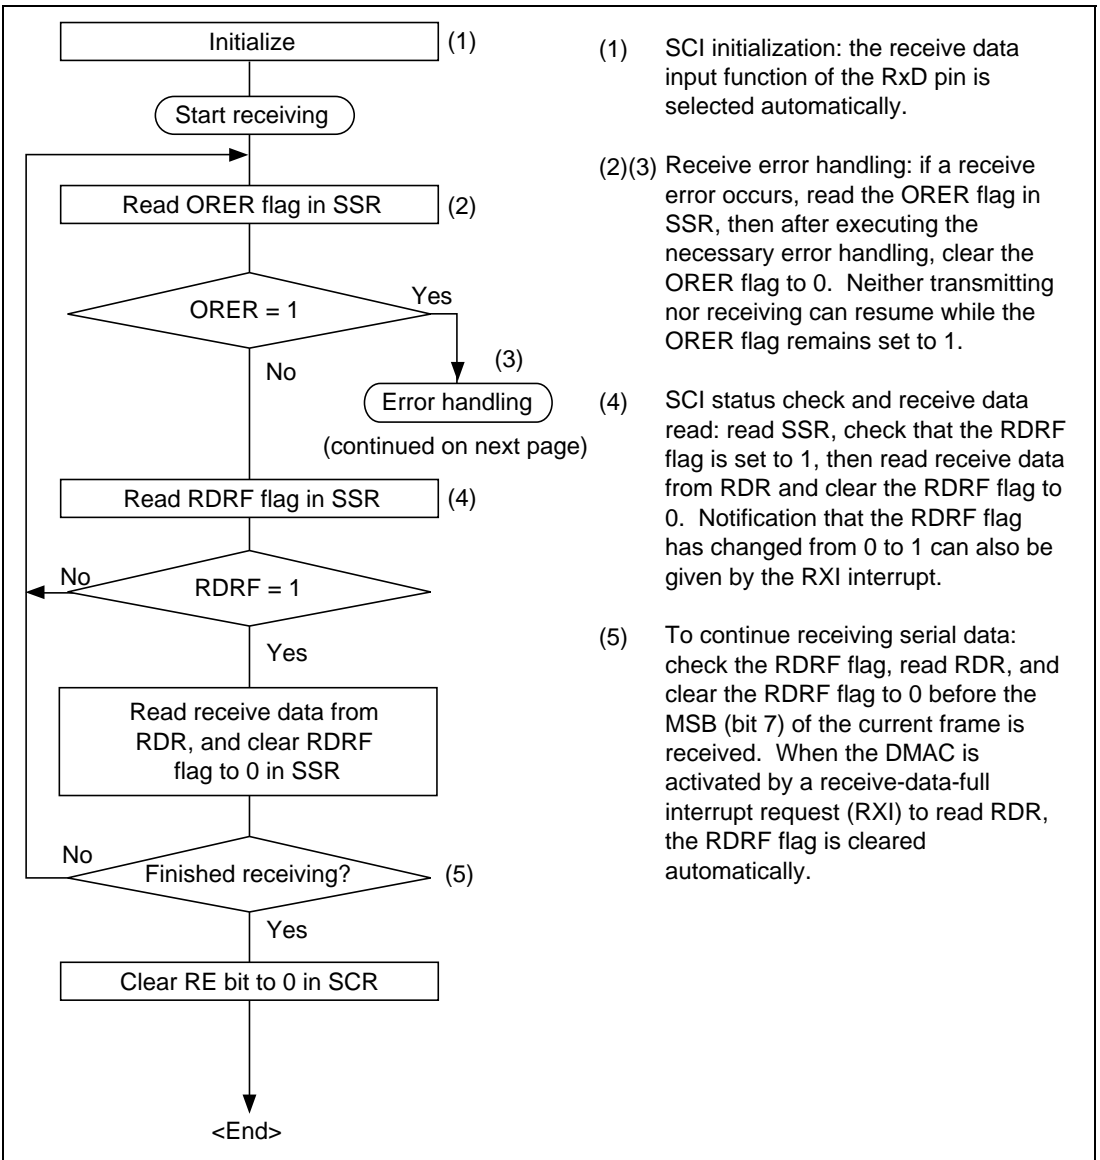 Initialize
(1)
Start receiving
Read ORER flag in SSR
(2)
ORER = 1
Yes
No
(3)
Error handling
(continued on next page)
Read RDRF flag in SSR
(4)
No
RDRF = 1
Yes
Read receive data from
RDR, and clear RDRF
flag to 0 in SSR
No
Finished receiving?
(5)
Yes
Clear RE bit to 0 in SCR
<End>
(1) SCI initialization: the receive data
input function of the RxD pin is
selected automatically.
(2)(3) Receive error handling: if a receive
error occurs, read the ORER flag in
SSR, then after executing the
necessary error handling, clear the
ORER flag to 0. Neither transmitting
nor receiving can resume while the
ORER flag remains set to 1.
(4) SCI status check and receive data
read: read SSR, check that the RDRF
flag is set to 1, then read receive data
from RDR and clear the RDRF flag to
0. Notification that the RDRF flag
has changed from 0 to 1 can also be
given by the RXI interrupt.
(5) To continue receiving serial data:
check the RDRF flag, read RDR, and
clear the RDRF flag to 0 before the
MSB (bit 7) of the current frame is
received. When the DMAC is
activated by a receive-data-full
interrupt request (RXI) to read RDR,
the RDRF flag is cleared
automatically.